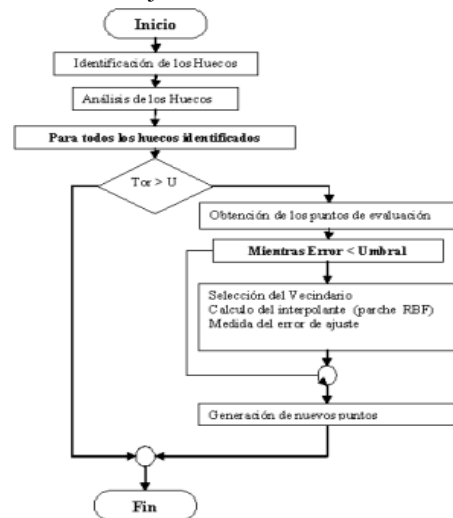 Inicio
Identificación de los Huecos
Análisis de los Huecos
Para todos los huecos identificados
Tor > U
Obtención de los puntos de evaluación
Mientras Error < Umbral
Selección del Vecindario
Calculo del interpolante (parche RBF)
Medida del error de ajuste
Generación de nuevos puntos
Fin